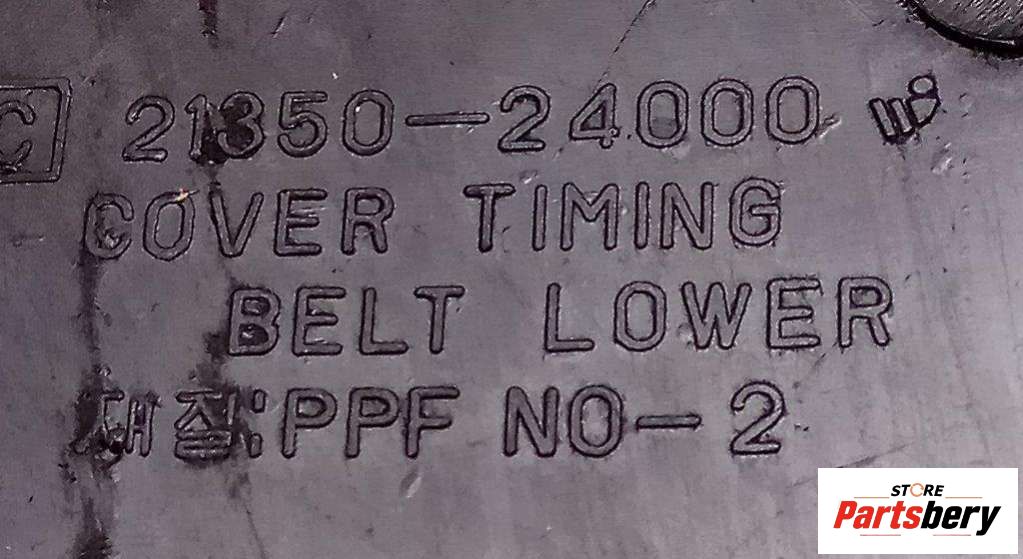 C 21350-24000
COVER TIMING
BELT LOWER
재질:PPF NO-2
STORE
Partsbery